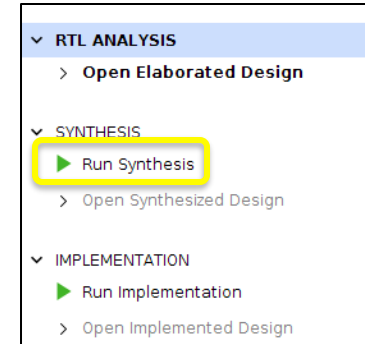 RTL ANALYSIS
Open Elaborated Design
SYNTHESIS
Run Synthesis
Open Synthesized Design
IMPLEMENTATION
Run Implementation
Open Implemented Design